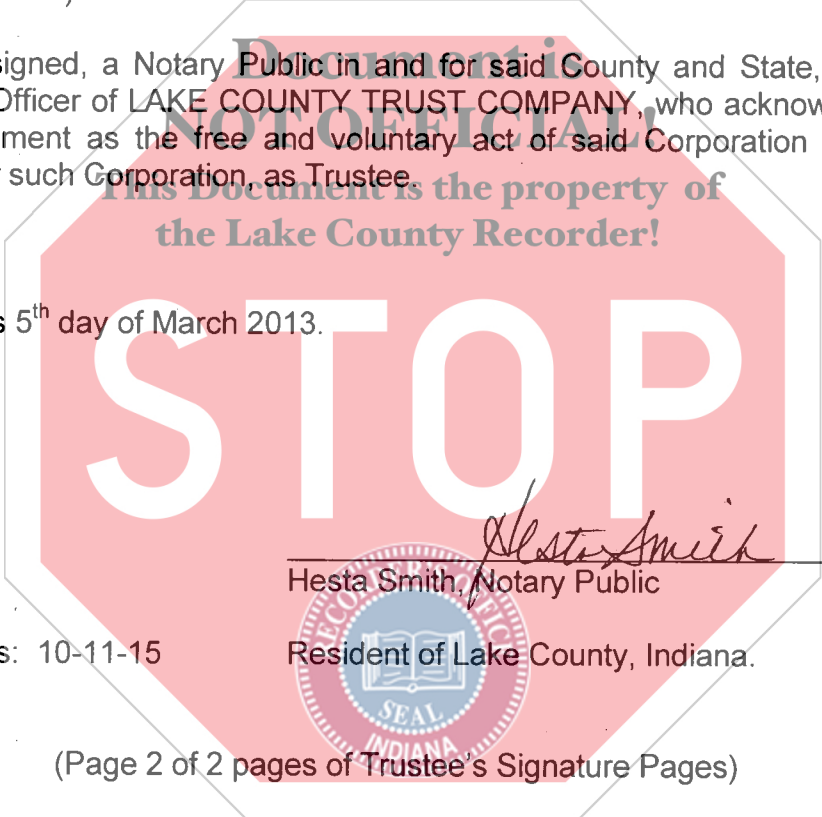 Document is
signed, a Notary Public in and for said County and State,
Officer of LAKE COUNTY TRUST COMPANY, who acknow
NOT OFFICIAL!
ment as the free and voluntary act of said Corporation
such Corporation, as Trustee.
This Document is the property of
the Lake County Recorder!
s 5th day of March 2013.
STOP
Hesta Smith
Hesta Smith, Notary Public
s: 10-11-15 Resident of Lake County, Indiana.
RECORDER'S OFFICE
SEAL
INDIANA
(Page 2 of 2 pages of Trustee's Signature Pages)